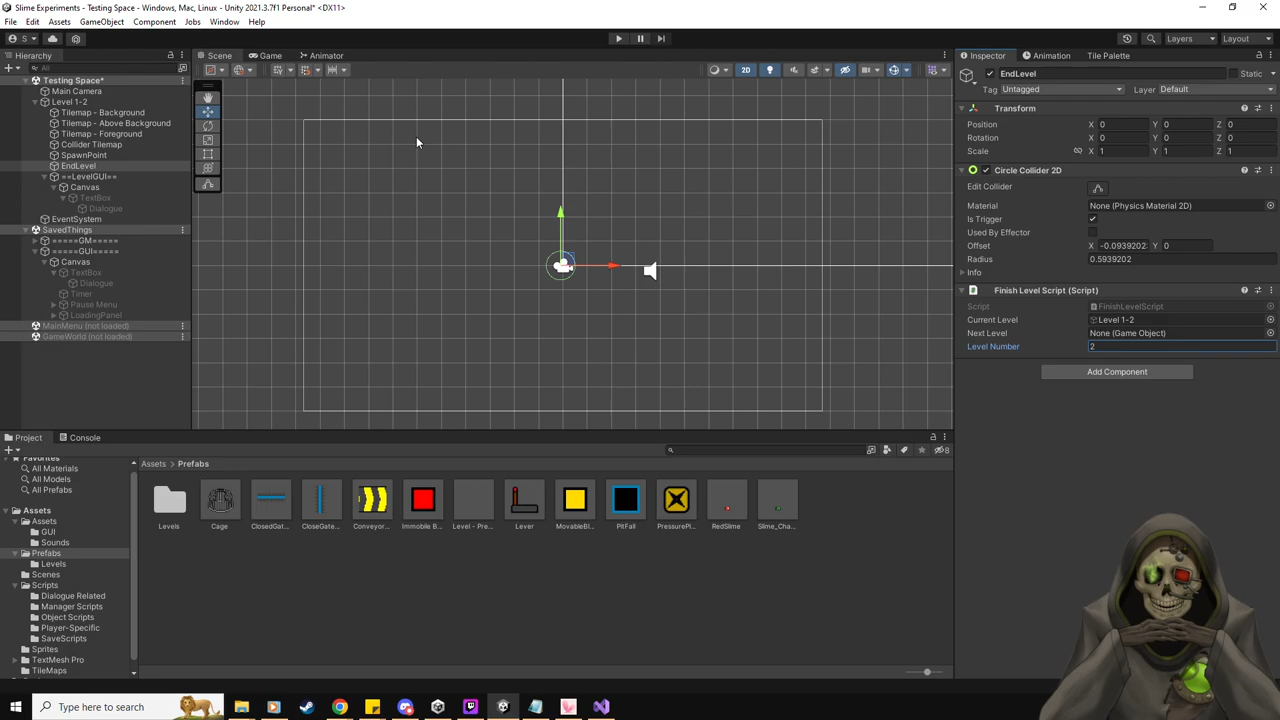 Slime Experiments - Testing Space - Windows, Mac, Linux - Unity 2021.3.7f1 Personal* <DX11>
File Edit Assets GameObject Component Jobs Window Help
S Layers Layout
Hierarchy
All
Testing Space*
Main Camera
Level 1-2
Tilemap - Background
Tilemap - Above Background
Tilemap - Foreground
Collider Tilemap
SpawnPoint
EndLevel
==LevelGUI==
Canvas
TextBox
Dialogue
EventSystem
SavedThings
=====GM=====
=====GUI=====
Canvas
TextBox
Dialogue
Timer
Pause Menu
LoadingPanel
MainMenu (not loaded)
GameWorld (not loaded)
Scene Game Animator
2D
Inspector Animation Tile Palette
EndLevel Static
Tag Untagged Layer Default
Transform
Position X 0 Y 0 Z 0
Rotation X 0 Y 0 Z 0
Scale X 1 Y 1 Z 1
Circle Collider 2D
Edit Collider
Material None (Physics Material 2D)
Is Trigger
Used By Effector
Offset X -0.0939202 Y 0
Radius 0.5939202
Info
Finish Level Script (Script)
Script FinishLevelScript
Current Level Level 1-2
Next Level None (Game Object)
Level Number 2
Add Component
Project Console
8
Favorites
All Materials
All Models
All Prefabs
Assets
Assets
GUI
Sounds
Prefabs
Levels
Scenes
Scripts
Dialogue Related
Manager Scripts
Object Scripts
Player-Specific
SaveScripts
Sprites
TextMesh Pro
TileMaps
Assets > Prefabs
Levels Cage ClosedGat... CloseGate... Conveyor... Immobile B... Level - Pre... Lever MovableBl... PitFall PressurePl... RedSlime Slime_Cha...
Type here to search